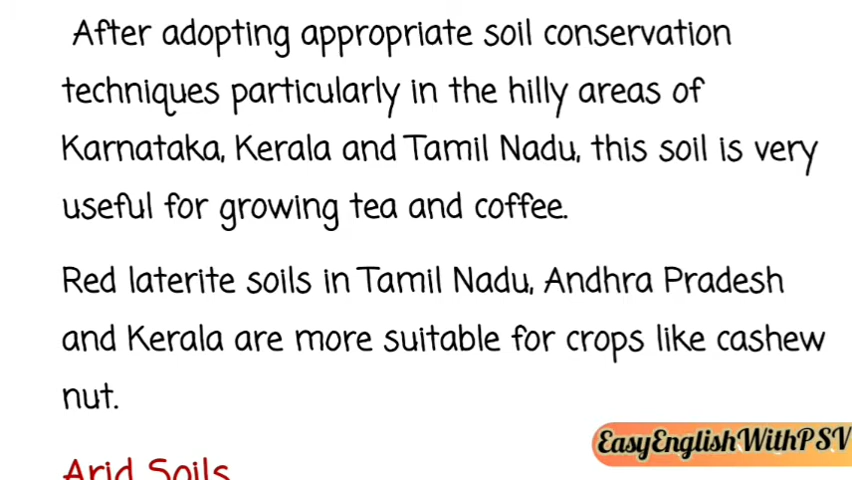 After adopting appropriate soil conservation
techniques particularly in the hilly areas of
Karnataka, Kerala and Tamil Nadu, this soil is very
useful for growing tea and coffee.
Red laterite soils in Tamil Nadu, Andhra Pradesh
and Kerala are more suitable for crops like cashew
nut.
EasyEnglishWithPSV
Arid Soils